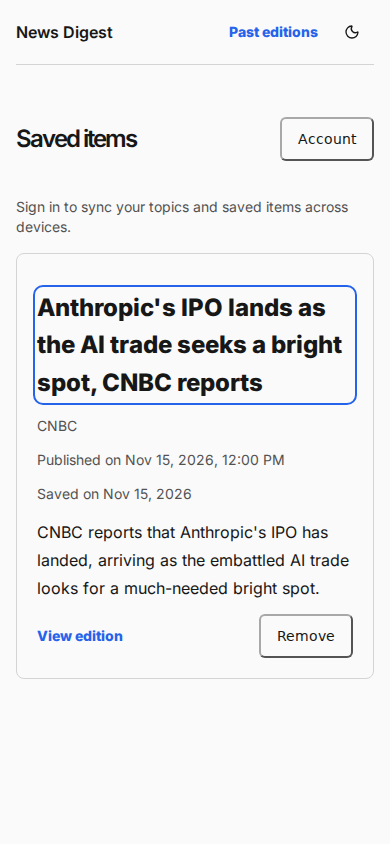 News Digest
Past editions
Saved items
Account
Sign in to sync your topics and saved items across
devices.
Anthropic's IPO lands as
the AI trade seeks a bright
spot, CNBC reports
CNBC
Published on Nov 15, 2026, 12:00 PM
Saved on Nov 15, 2026
CNBC reports that Anthropic's IPO has
landed, arriving as the embattled AI trade
looks for a much-needed bright spot.
View edition
Remove